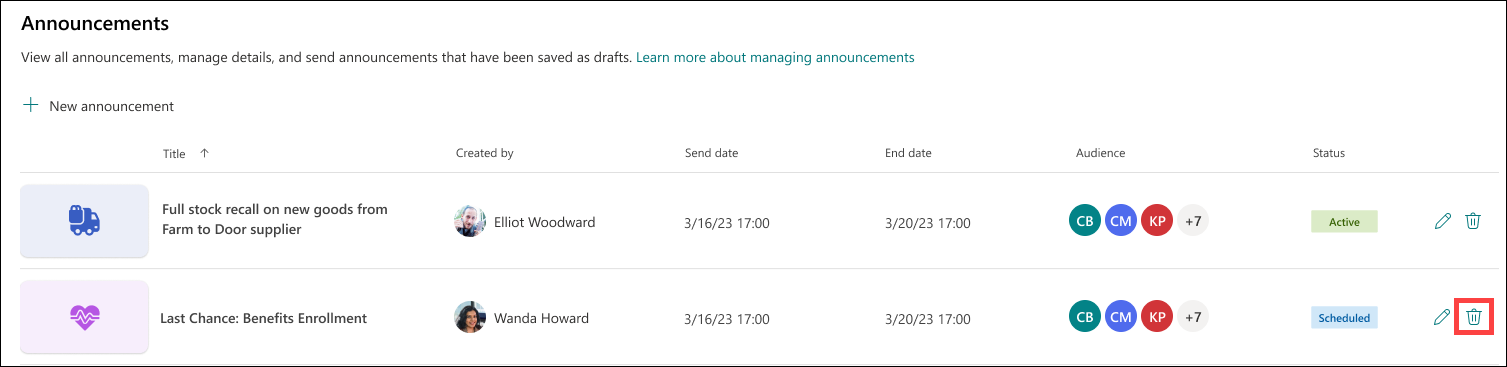 Announcements
View all announcements, manage details, and send announcements that have been saved as drafts. Learn more about managing announcements
New announcement
Title Created by Send date End date Audience Status
Full stock recall on new goods from
Farm to Door supplier
Elliot Woodward 3/16/23 17:00 3/20/23 17:00 CB CM KP +7 Active
Last Chance: Benefits Enrollment Wanda Howard 3/16/23 17:00 3/20/23 17:00 CB CM KP +7 Scheduled